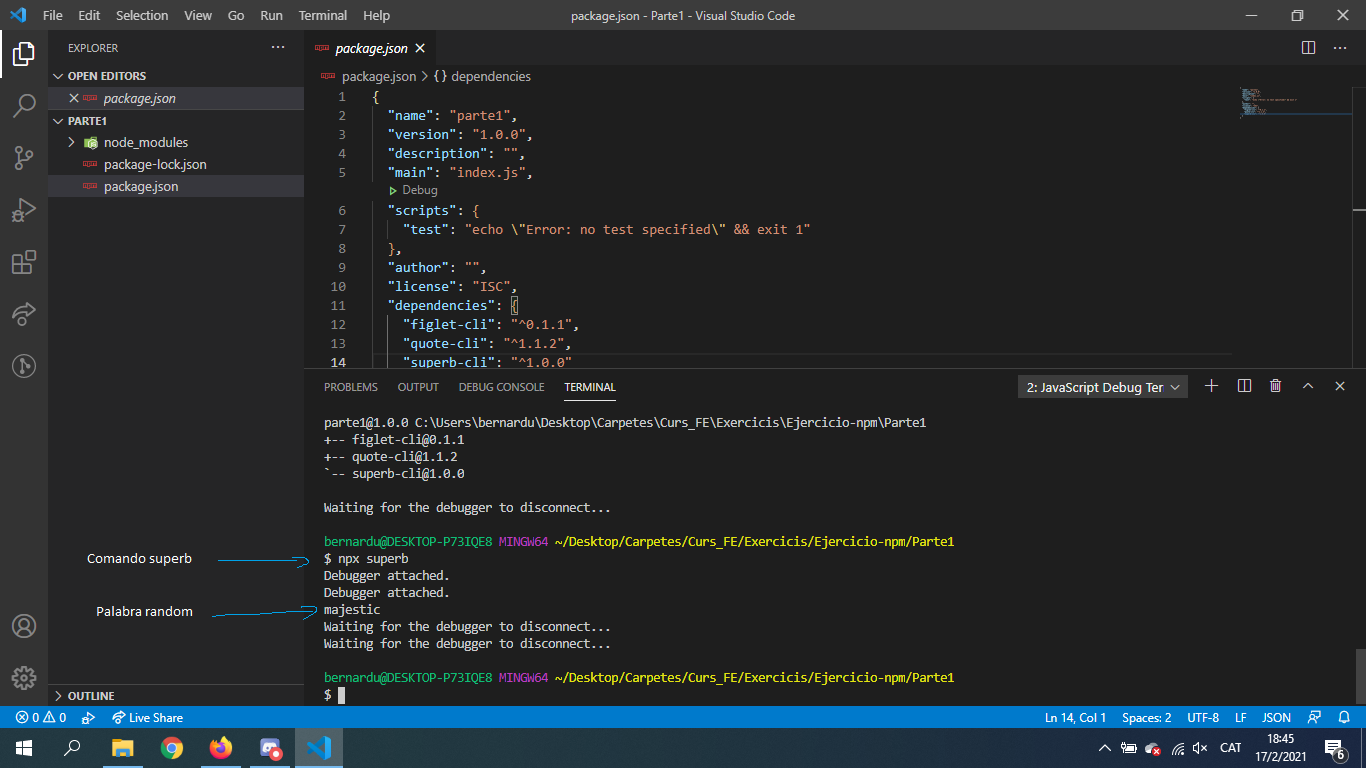 File Edit Selection View Go Run Terminal Help
package.json - Parte1 - Visual Studio Code
EXPLORER
OPEN EDITORS
package.json
PARTE1
node_modules
package-lock.json
package.json
package.json
package.json > {} dependencies
1 {
2 "name": "parte1",
3 "version": "1.0.0",
4 "description": "",
5 "main": "index.js",
Debug
6 "scripts": {
7 "test": "echo \"Error: no test specified\" && exit 1"
8 },
9 "author": "",
10 "license": "ISC",
11 "dependencies": {
12 "figlet-cli": "^0.1.1",
13 "quote-cli": "^1.1.2",
14 "superb-cli": "^1.0.0"
PROBLEMS OUTPUT DEBUG CONSOLE TERMINAL
2: JavaScript Debug Ter
parte1@1.0.0 C:\Users\bernardu\Desktop\Carpetes\Curs_FE\Exercicis\Ejercicio-npm\Parte1
+-- figlet-cli@0.1.1
+-- quote-cli@1.1.2
`-- superb-cli@1.0.0
Waiting for the debugger to disconnect...
bernardu@DESKTOP-P73IQE8 MINGW64 ~/Desktop/Carpetes/Curs_FE/Exercicis/Ejercicio-npm/Parte1
Comando superb
$ npx superb
Debugger attached.
Debugger attached.
Palabra random
majestic
Waiting for the debugger to disconnect...
Waiting for the debugger to disconnect...
bernardu@DESKTOP-P73IQE8 MINGW64 ~/Desktop/Carpetes/Curs_FE/Exercicis/Ejercicio-npm/Parte1
$
OUTLINE
0 0 Live Share
Ln 14, Col 1 Spaces: 2 UTF-8 LF JSON
CAT
18:45
17/2/2021
6